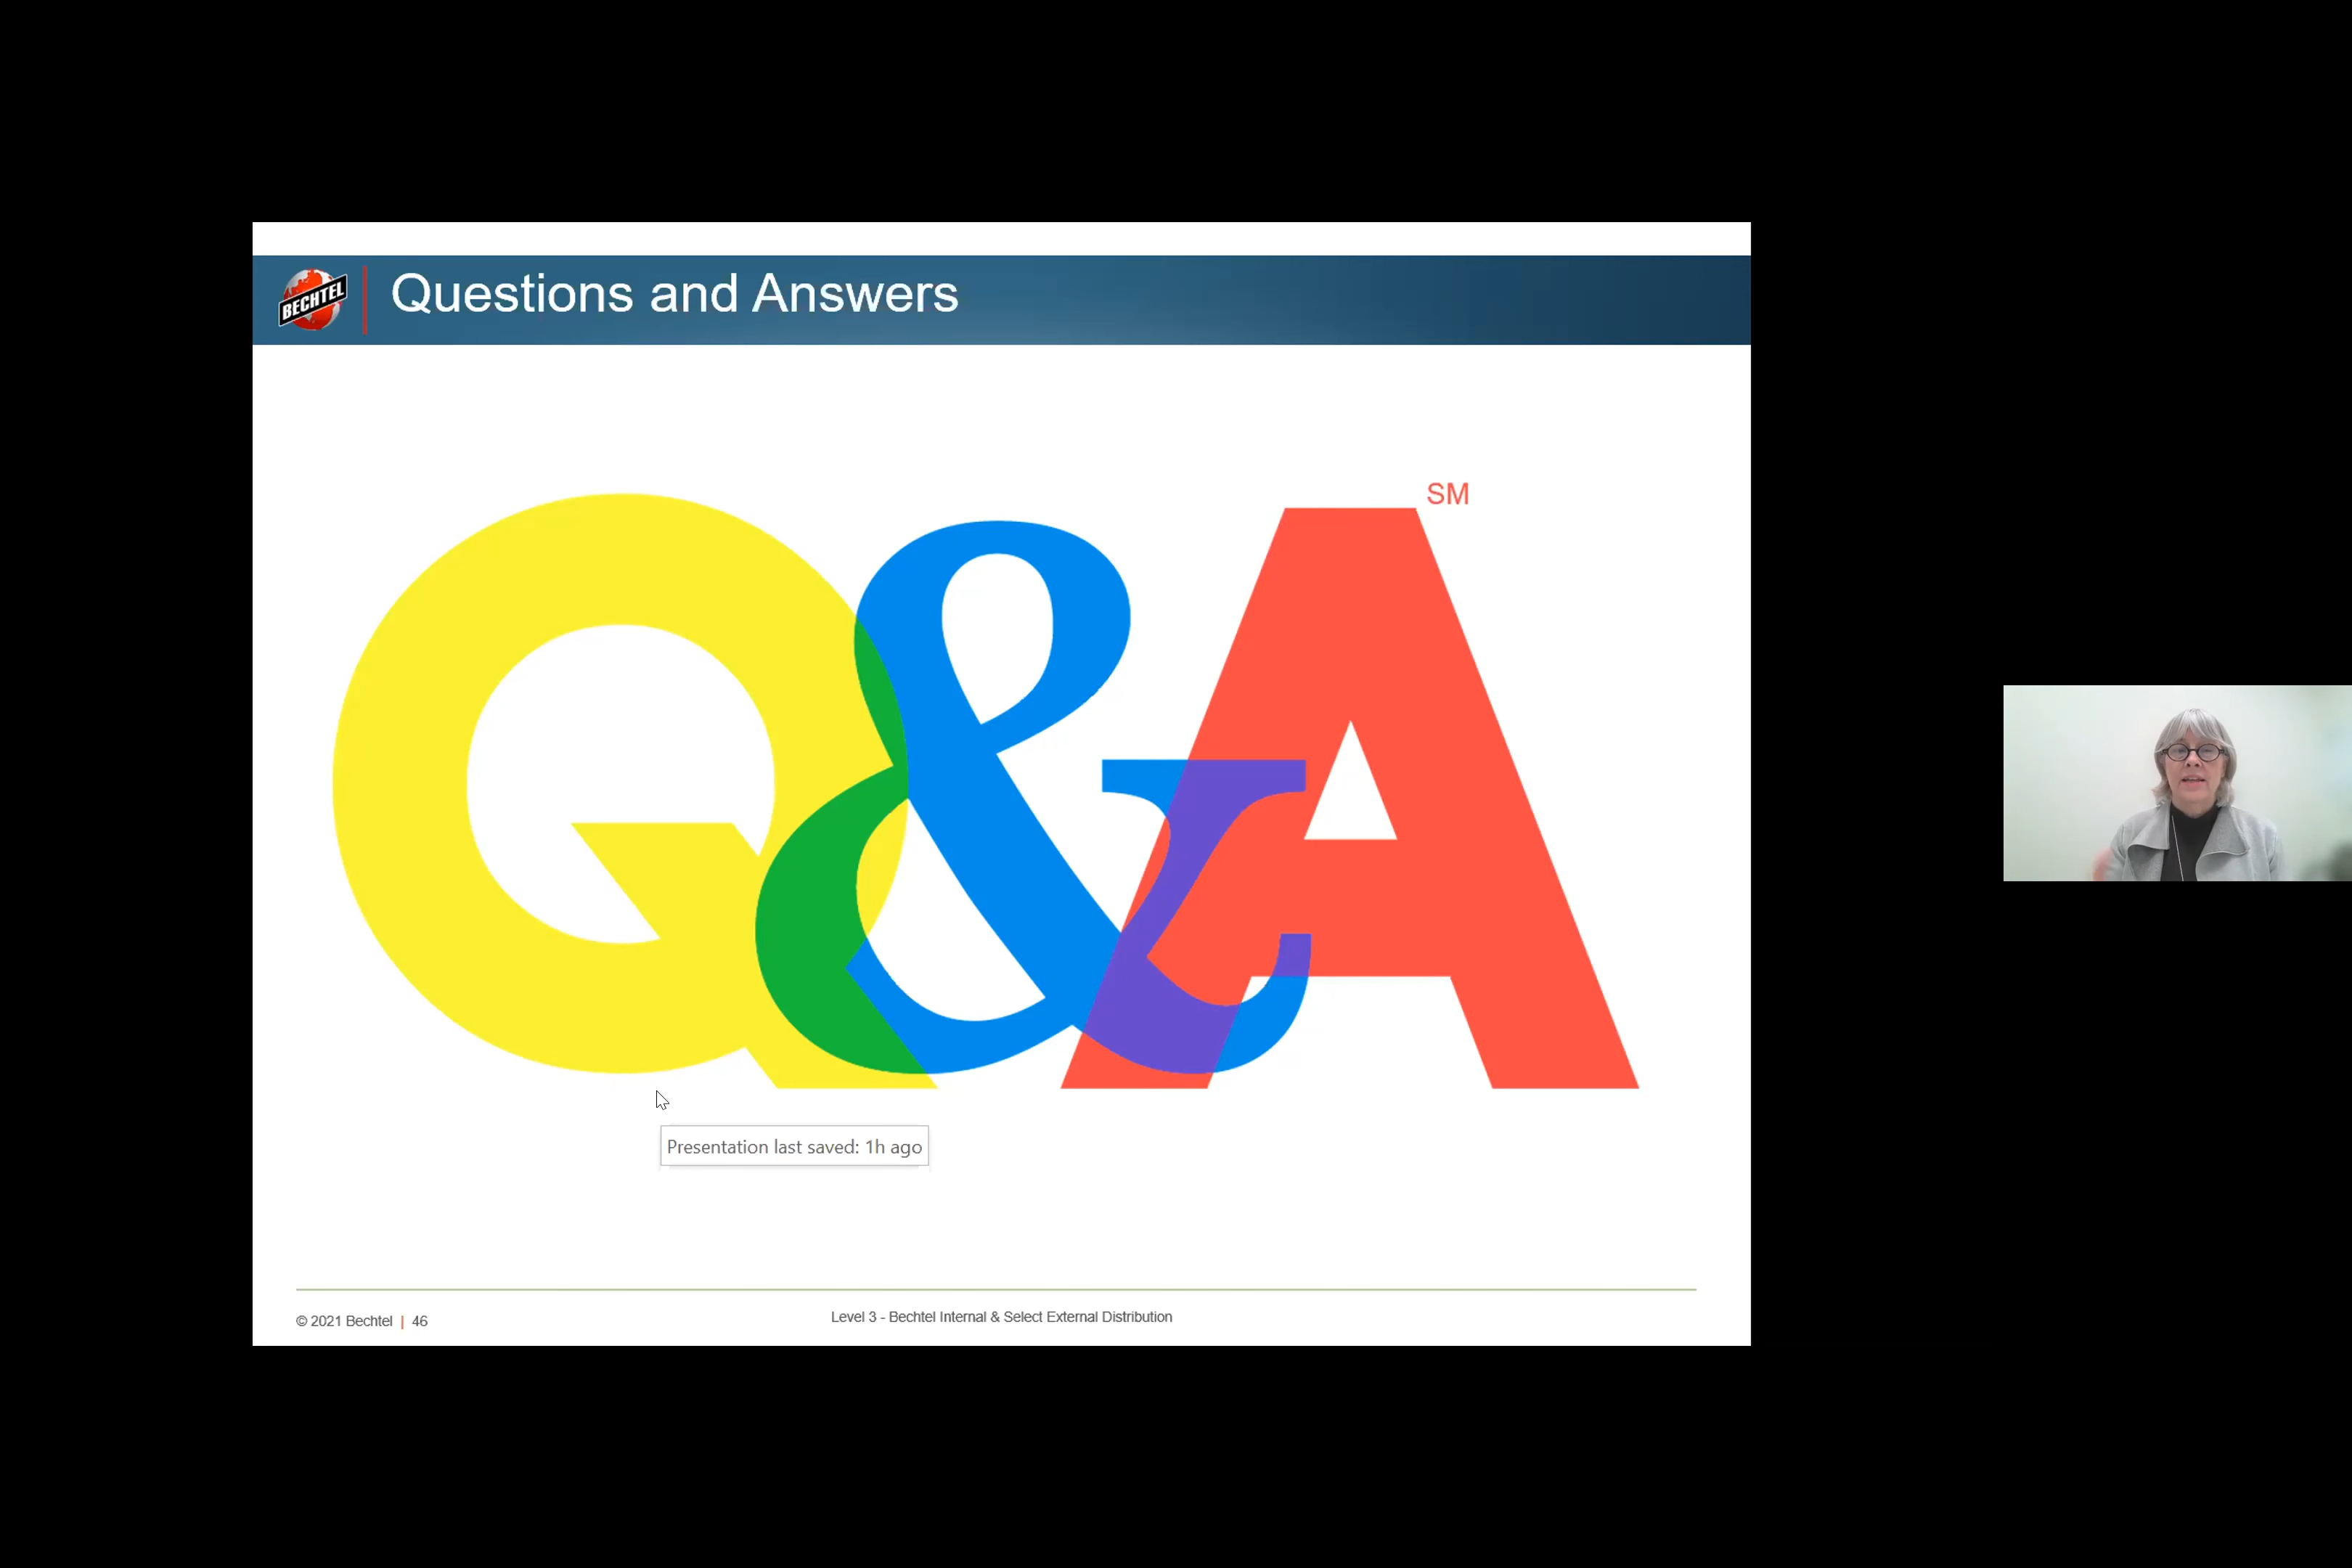 BECHTEL
Questions and Answers
Q&A
SM
Presentation last saved: 1h ago
© 2021 Bechtel | 46
Level 3 - Bechtel Internal & Select External Distribution